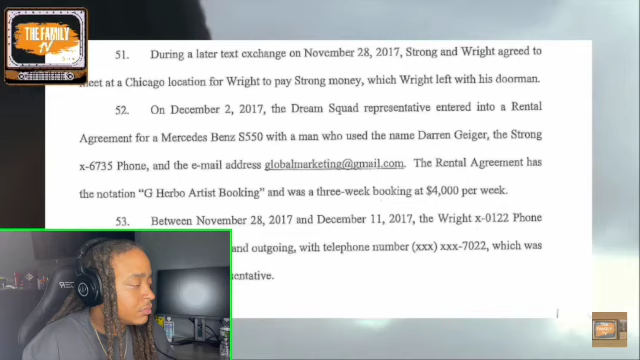 THE FAMILY
TV
51. During a later text exchange on November 28, 2017, Strong and Wright agreed to
meet at a Chicago location for Wright to pay Strong money, which Wright left with his doorman.
52. On December 2, 2017, the Dream Squad representative entered into a Rental
Agreement for a Mercedes Benz S550 with a man who used the name Darren Geiger, the Strong
x-6735 Phone, and the e-mail address globalmarketing@gmail.com. The Rental Agreement has
the notation "G Herbo Artist Booking" and was a three-week booking at $4,000 per week.
53. Between November 28, 2017 and December 11, 2017, the Wright x-0122 Phone
and outgoing, with telephone number (xxx) xxx-7022, which was
THE FAMILY
TV